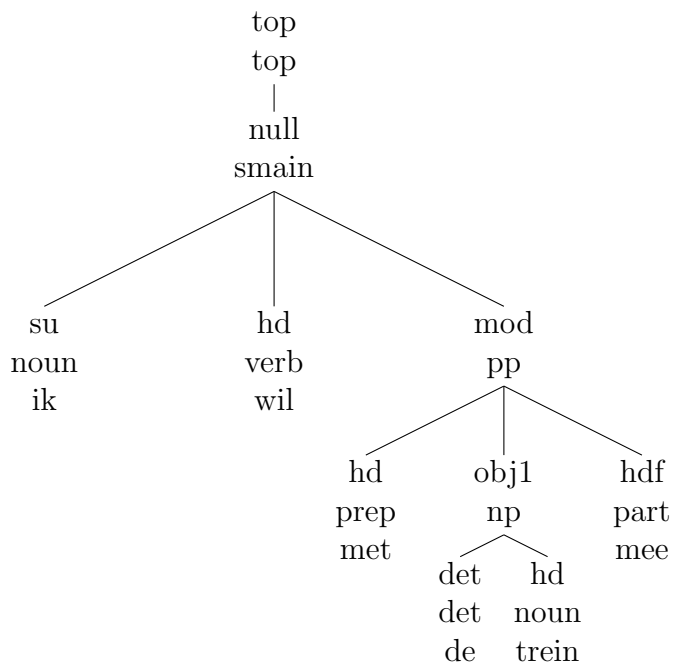 top
top
null
smain
su hd mod
noun verb pp
ik wil
hd obj1 hdf
prep np part
met mee
det hd
det noun
de trein